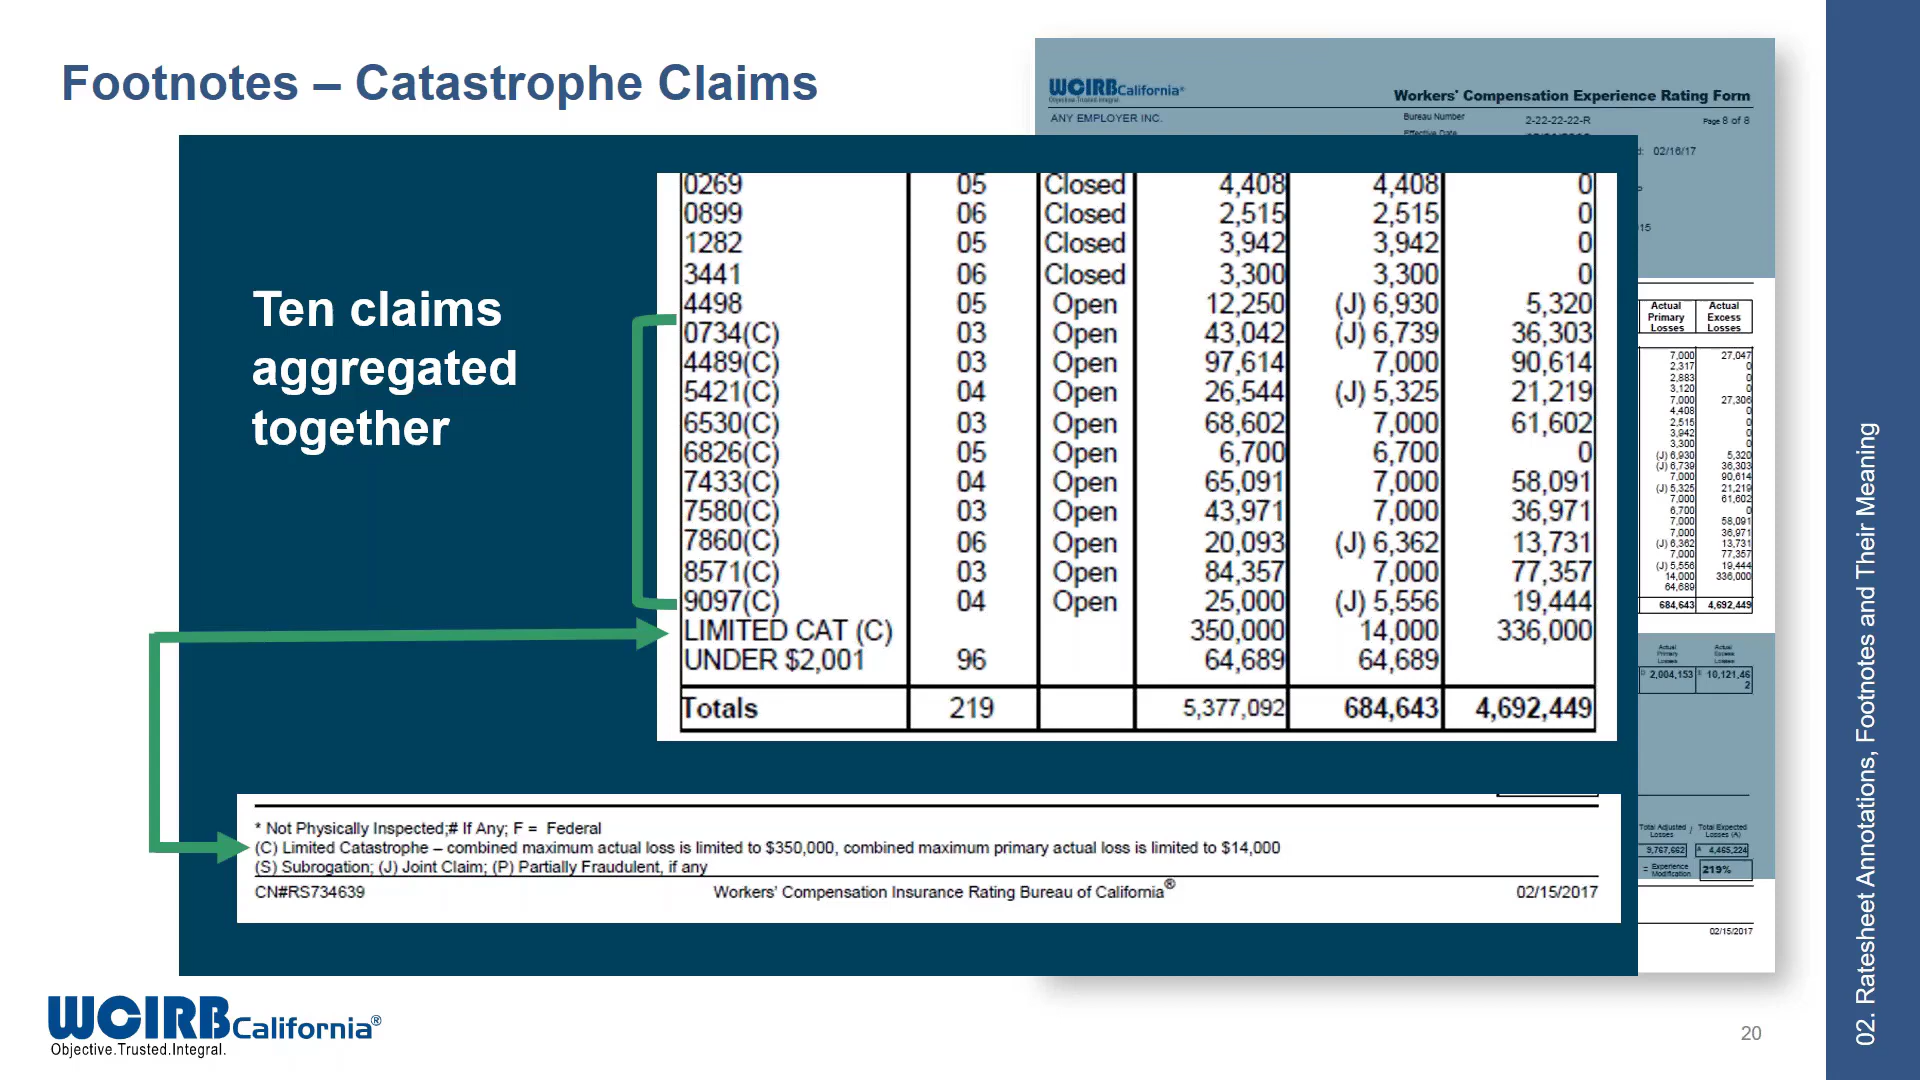 Footnotes – Catastrophe Claims
WCIRBCalifornia®
Objective.Trusted.Integral.
Workers' Compensation Experience Rating Form
ANY EMPLOYER INC.
Bureau Number 2-22-22-22-R Page 8 of 8
Effective Date
02/16/17
Ten claims
aggregated
together
0269 05 Closed 4,408 4,408 0
0899 06 Closed 2,515 2,515 0
1282 05 Closed 3,942 3,942 0
3441 06 Closed 3,300 3,300 0
4498 05 Open 12,250 (J) 6,930 5,320
0734(C) 03 Open 43,042 (J) 6,739 36,303
4489(C) 03 Open 97,614 7,000 90,614
5421(C) 04 Open 26,544 (J) 5,325 21,219
6530(C) 03 Open 68,602 7,000 61,602
6826(C) 05 Open 6,700 6,700 0
7433(C) 04 Open 65,091 7,000 58,091
7580(C) 03 Open 43,971 7,000 36,971
7860(C) 06 Open 20,093 (J) 6,362 13,731
8571(C) 03 Open 84,357 7,000 77,357
9097(C) 04 Open 25,000 (J) 5,556 19,444
LIMITED CAT (C) 350,000 14,000 336,000
UNDER $2,001 96 64,689 64,689
Totals 219 5,377,092 684,643 4,692,449
Actual Actual
Primary Excess
Losses Losses
7,000 27,047
2,317 0
2,883 0
3,120 0
7,000 27,306
4,408 0
2,515 0
3,942 0
3,300 0
(J) 6,930 5,320
(J) 6,739 36,303
7,000 90,614
(J) 5,325 21,219
7,000 61,602
6,700 0
7,000 58,091
7,000 36,971
(J) 6,362 13,731
7,000 77,357
(J) 5,556 19,444
14,000 336,000
64,689
684,643 4,692,449
Actual Actual
Primary Excess
Losses Losses
D 2,004,153 E 10,121,46
2
Total Adjusted / Total Expected
Losses Losses (A)
9,767,662 A 4,465,224
= Experience
Modification 219%
02/15/2017
* Not Physically Inspected;# If Any; F = Federal
(C) Limited Catastrophe – combined maximum actual loss is limited to $350,000, combined maximum primary actual loss is limited to $14,000
(S) Subrogation; (J) Joint Claim; (P) Partially Fraudulent, if any
CN#RS734639 Workers' Compensation Insurance Rating Bureau of California® 02/15/2017
WCIRBCalifornia®
Objective.Trusted.Integral.
20
02. Ratesheet Annotations, Footnotes and Their Meaning